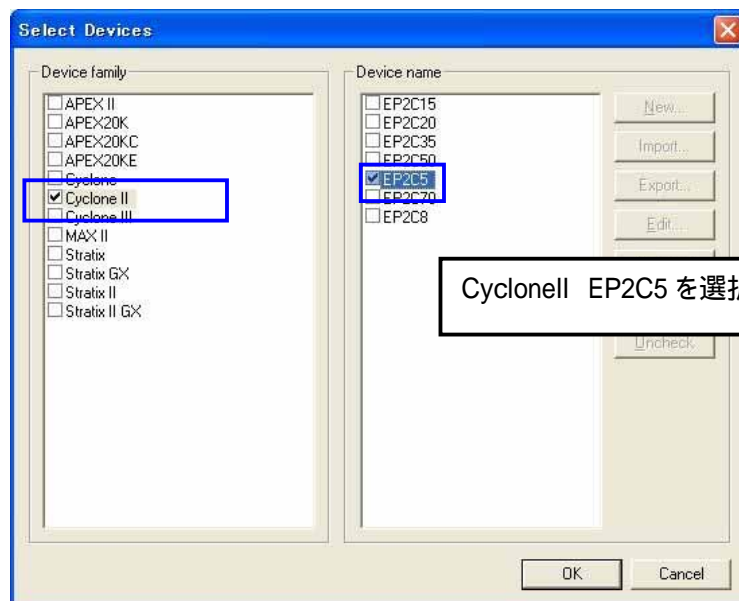 Select Devices
Device family
APEX II
APEX20K
APEX20KC
APEX20KE
Cyclone
Cyclone II
Cyclone III
MAX II
Stratix
Stratix GX
Stratix II
Stratix II GX
Device name
EP2C15
EP2C20
EP2C35
EP2C50
EP2C5
EP2C70
EP2C8
New...
Import...
Export...
Edit...
CycloneII EP2C5 を選
Uncheck
OK
Cancel